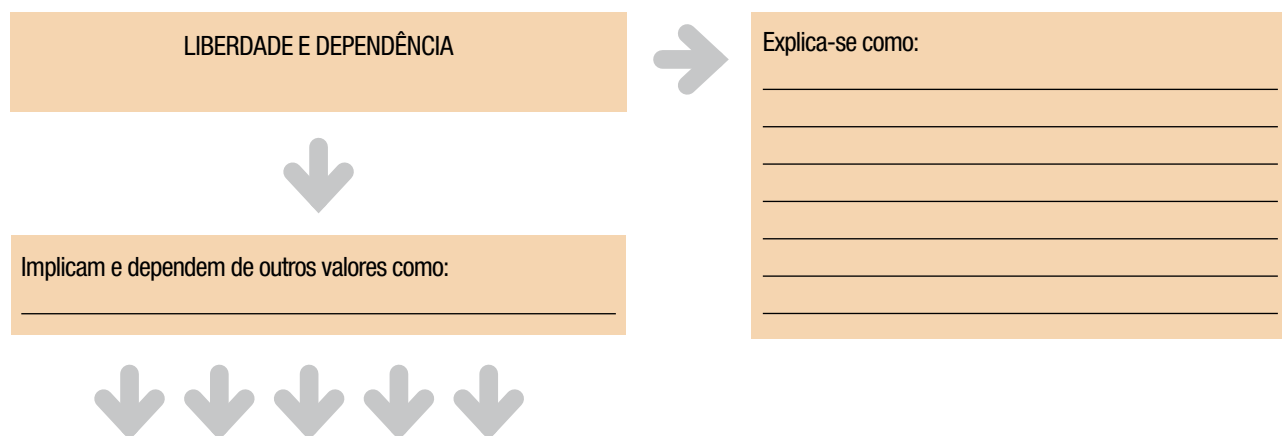 LIBERDADE E DEPENDÊNCIA
Explica-se como:
Implicam e dependem de outros valores como: